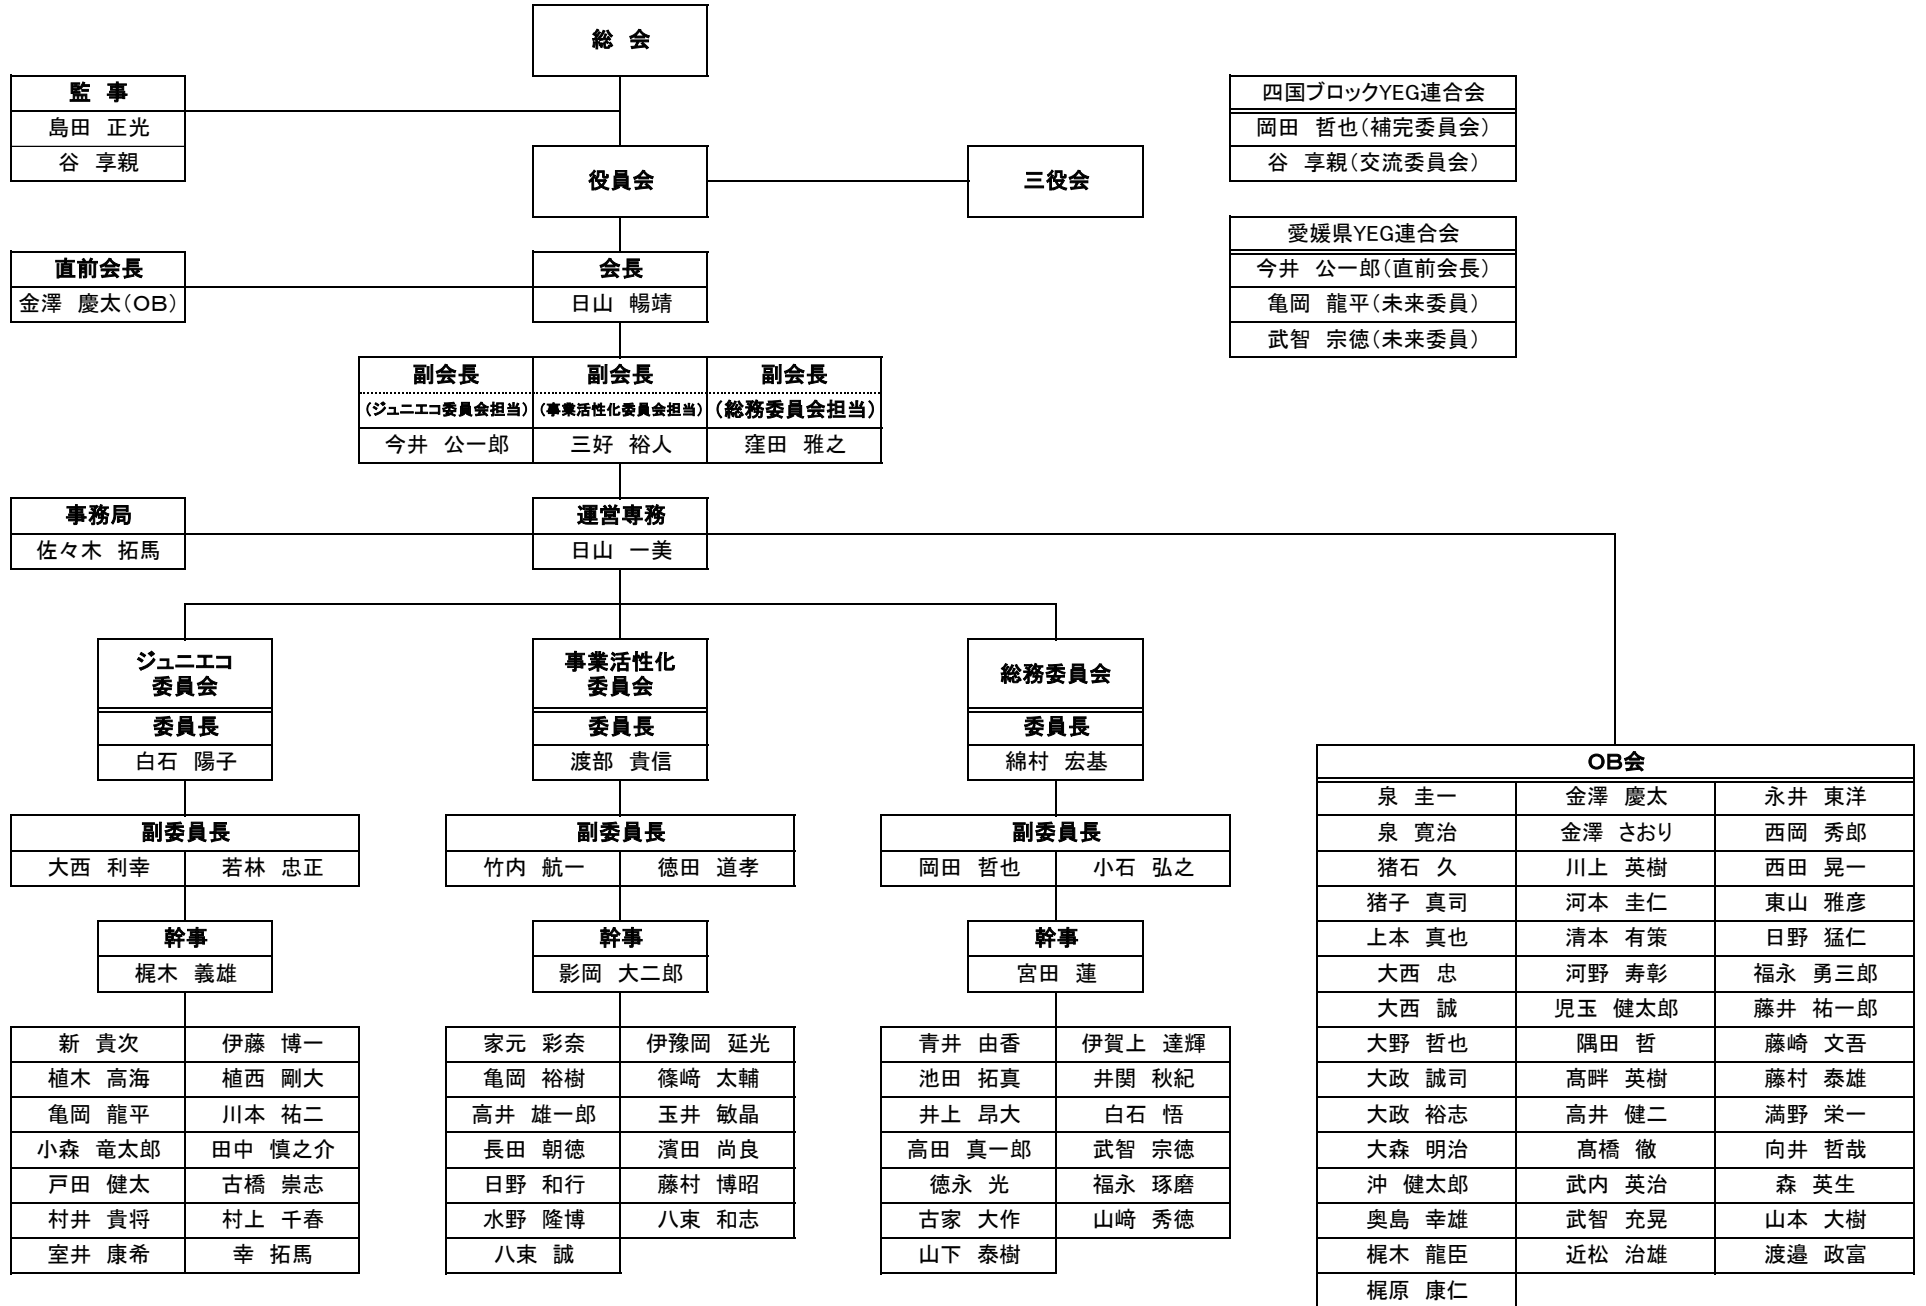 総　会
監　事
島田　正光
谷　享親
四国ブロックYEG連合会
岡田　哲也（補完委員会）
谷　享親（交流委員会）
役員会
三役会
愛媛県YEG連合会
今井　公一郎（直前会長）
亀岡　龍平（未来委員）
武智　宗徳（未来委員）
直前会長
金澤　慶太（OB）
会長
日山　暢靖
副会長　副会長　副会長
（ジュニエコ委員会担当）　（事業活性化委員会担当）　（総務委員会担当）
今井　公一郎　三好　裕人　窪田　雅之
事務局
佐々木　拓馬
運営専務
日山　一美
ジュニエコ
委員会
委員長
白石　陽子
副委員長
大西　利幸　若林　忠正
幹事
梶木　義雄
新　貴次　伊藤　博一
植木　高海　植西　剛大
亀岡　龍平　川本　祐二
小森　竜太郎　田中　慎之介
戸田　健太　古橋　崇志
村井　貴将　村上　千春
室井　康希　幸　拓馬
事業活性化
委員会
委員長
渡部　貴信
副委員長
竹内　航一　徳田　道孝
幹事
影岡　大二郎
家元　彩奈　伊豫岡　延光
亀岡　裕樹　篠﨑　太輔
高井　雄一郎　玉井　敏晶
長田　朝徳　濱田　尚良
日野　和行　藤村　博昭
水野　隆博　八束　和志
八束　誠
総務委員会
委員長
綿村　宏基
副委員長
岡田　哲也　小石　弘之
幹事
宮田　蓮
青井　由香　伊賀上　達輝
池田　拓真　井関　秋紀
井上　昂大　白石　悟
高田　真一郎　武智　宗徳
徳永　光　福永　琢磨
古家　大作　山﨑　秀徳
山下　泰樹
OB会
泉　圭一　金澤　慶太　永井　東洋
泉　寛治　金澤　さおり　西岡　秀郎
猪石　久　川上　英樹　西田　晃一
猪子　真司　河本　圭仁　東山　雅彦
上本　真也　清本　有策　日野　猛仁
大西　忠　河野　寿彰　福永　勇三郎
大西　誠　児玉　健太郎　藤井　祐一郎
大野　哲也　隅田　哲　藤崎　文吾
大政　誠司　髙畔　英樹　藤村　泰雄
大政　裕志　高井　健二　満野　栄一
大森　明治　髙橋　徹　向井　哲哉
沖　健太郎　武内　英治　森　英生
奥島　幸雄　武智　充晃　山本　大樹
梶木　龍臣　近松　治雄　渡邉　政富
梶原　康仁